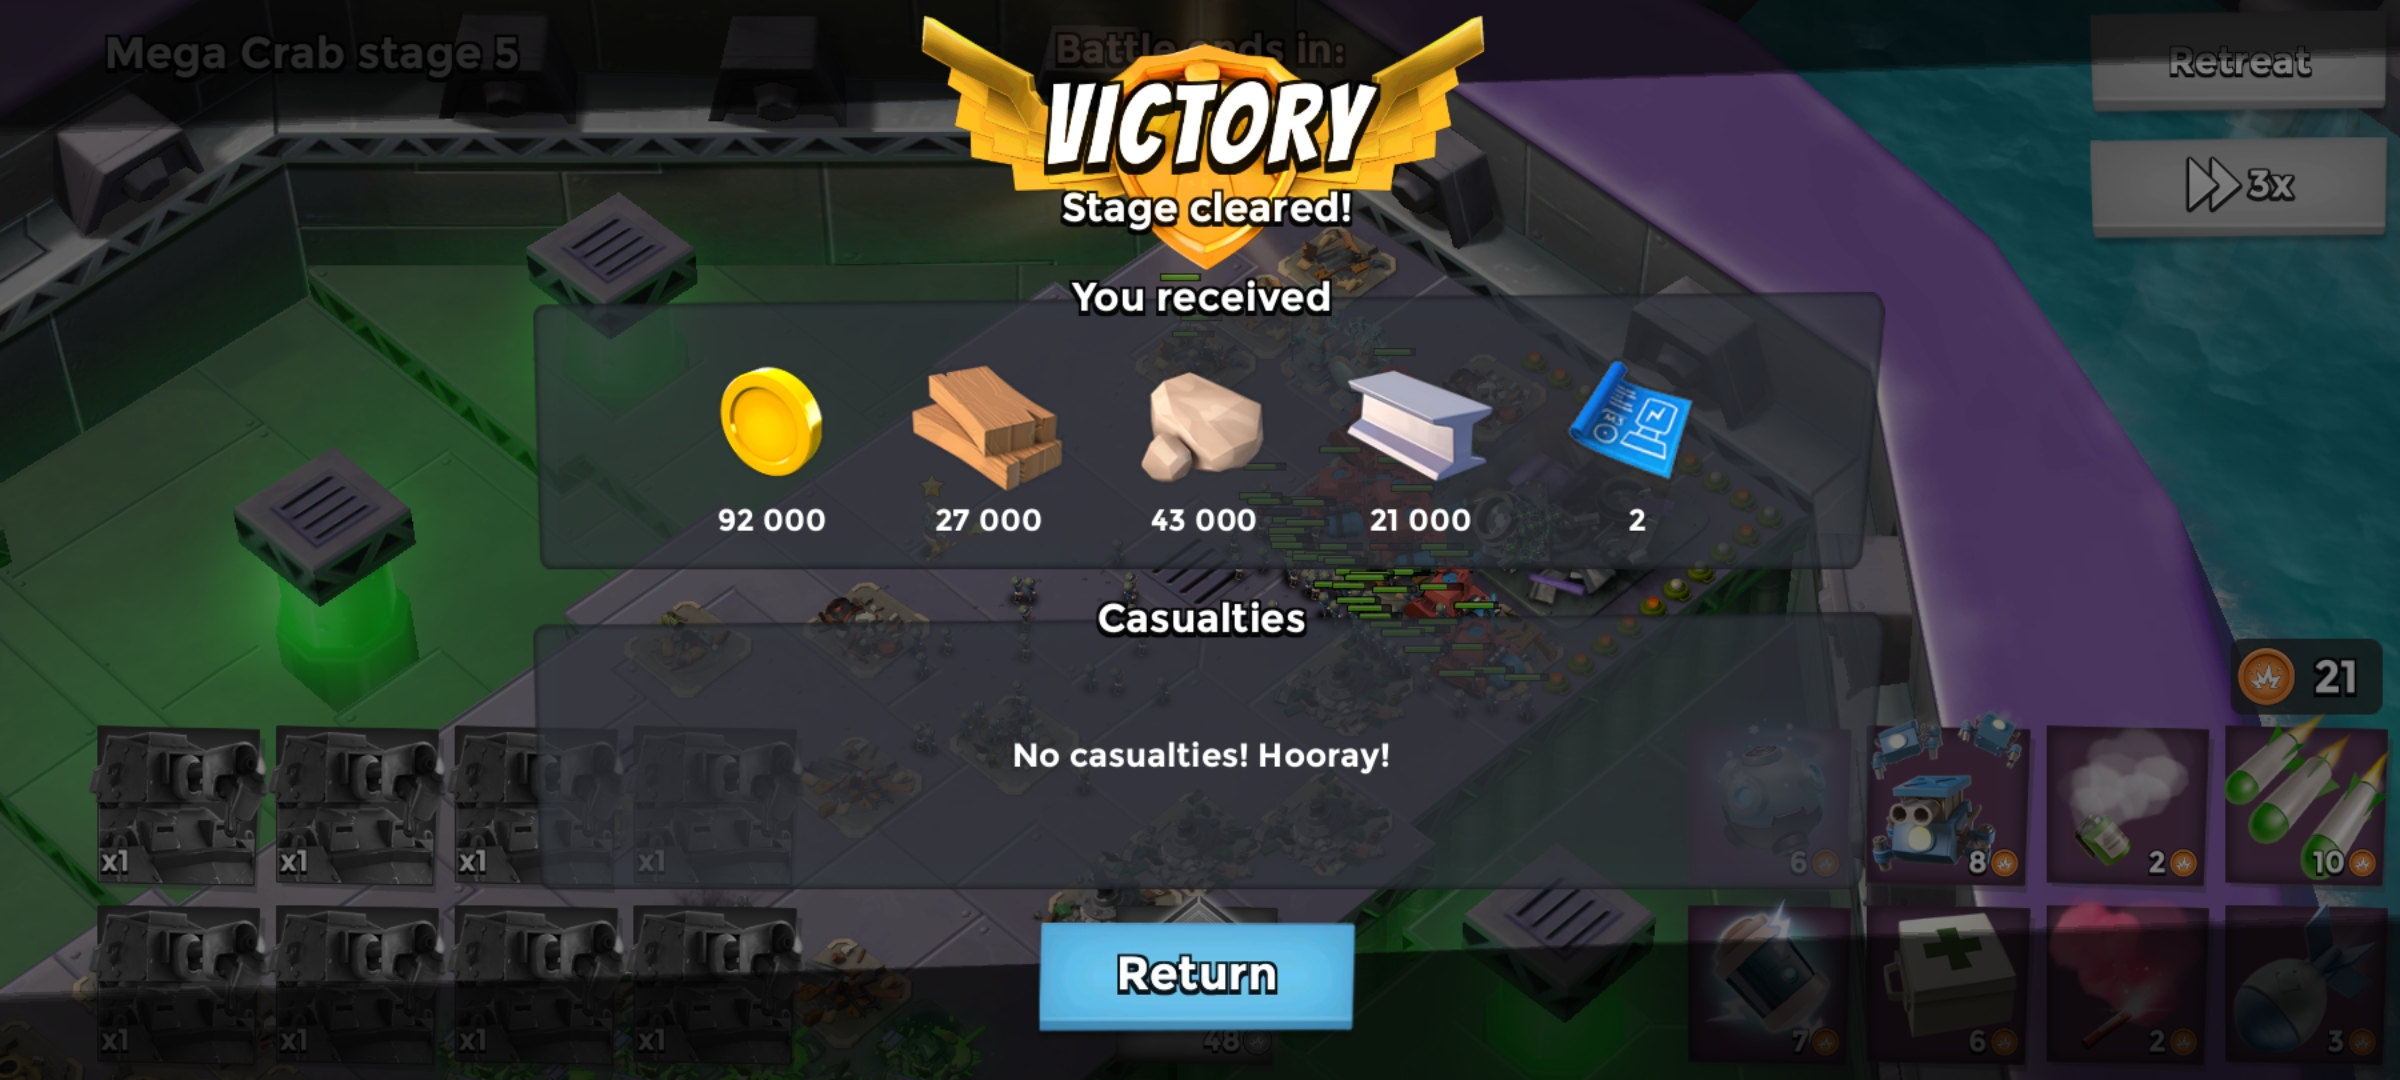 Mega Crab stage 5
Battle ends in:
Retreat
3x
VICTORY
Stage cleared!
You received
92 000
27 000
43 000
21 000
2
Casualties
No casualties! Hooray!
21
x1
x1
x1
x1
6
8
2
10
x1
x1
x1
x1
7
6
2
3
Return
48